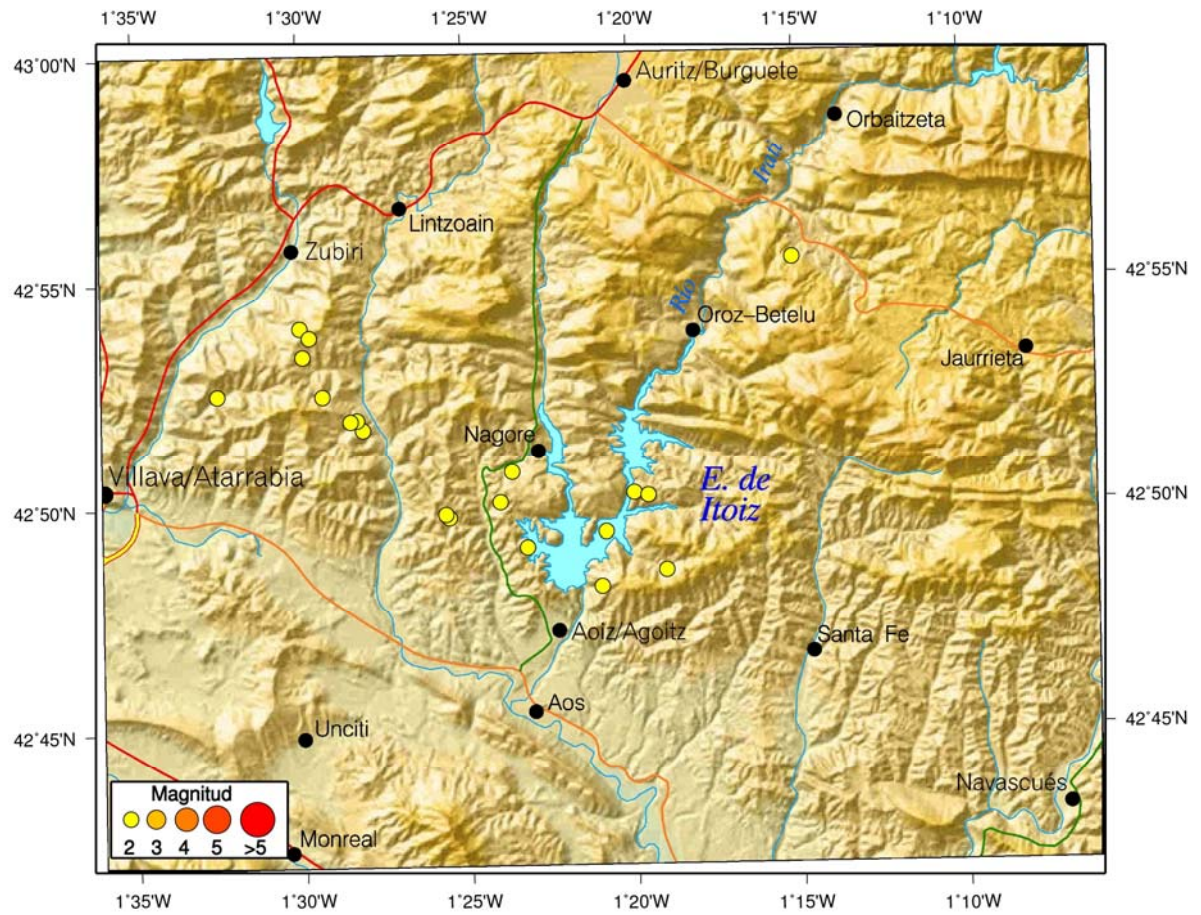 1°35'W 1°30'W 1°25'W 1°20'W 1°15'W 1°10'W
43°00'N
Auritz/Burguete
Orbaitzeta
Irati
Lintzoain
Zubiri
42°55'N
42°55'N
Río
Oroz-Betelu
Jaurrieta
Nagore
Villava/Atarrabia
E. de
Itoiz
42°50'N
42°50'N
Aoiz/Agoitz
Santa Fe
Aos
42°45'N
Unciti
42°45'N
Navascués
Magnitud
2 3 4 5 >5
Monreal
1°35'W 1°30'W 1°25'W 1°20'W 1°15'W 1°10'W